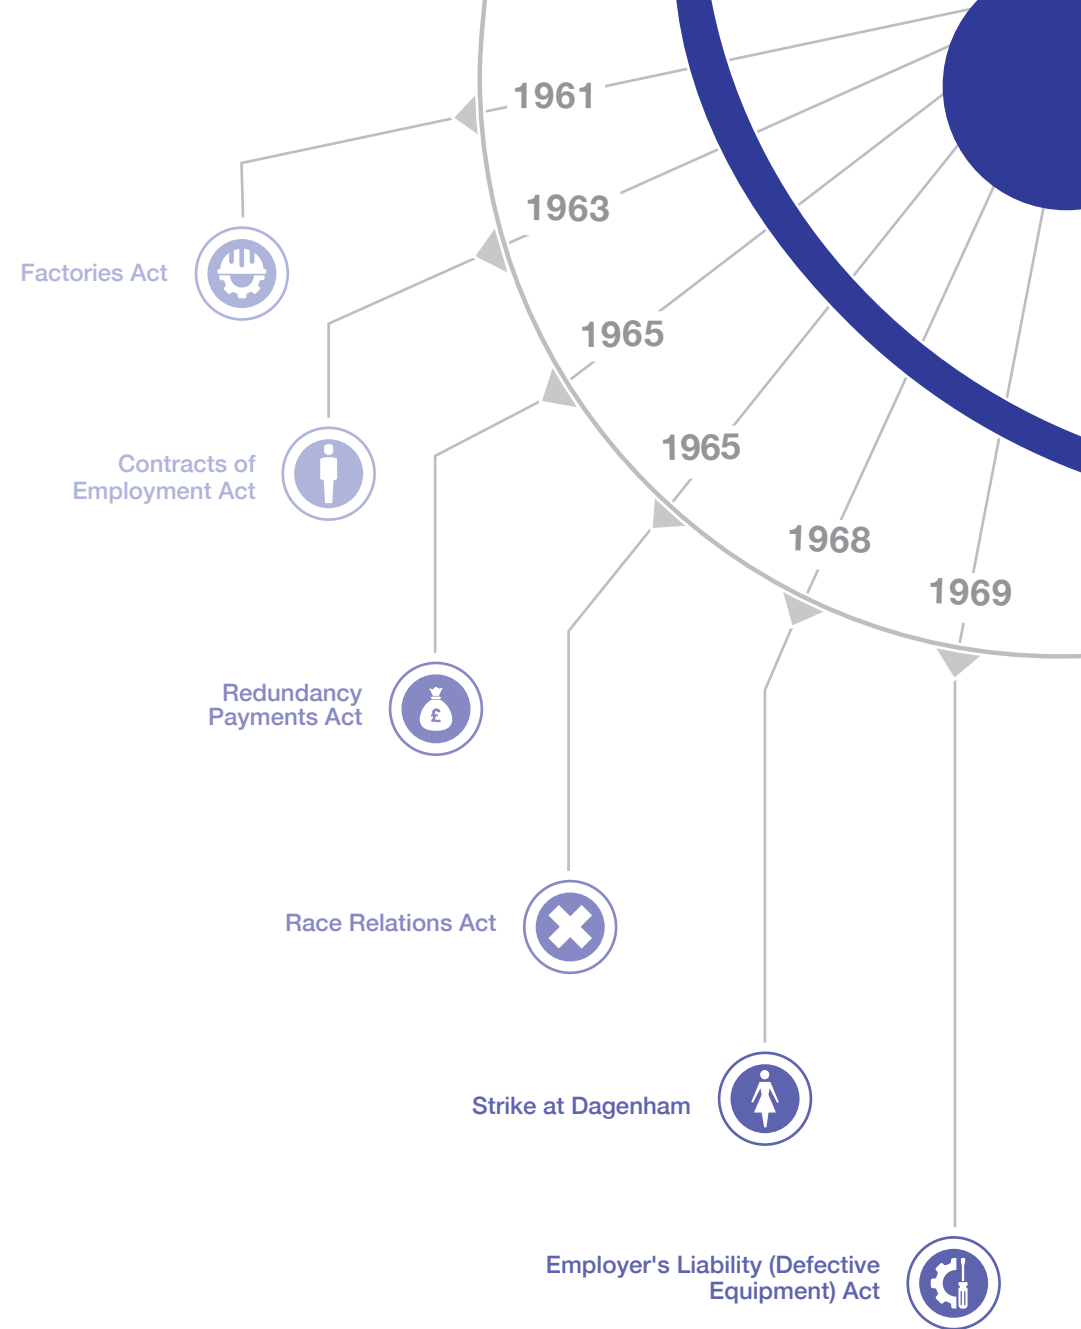 1961
Factories Act
1963
Contracts of
Employment Act
1965
Redundancy
Payments Act
£
1965
Race Relations Act
1968
Strike at Dagenham
1969
Employer's Liability (Defective
Equipment) Act